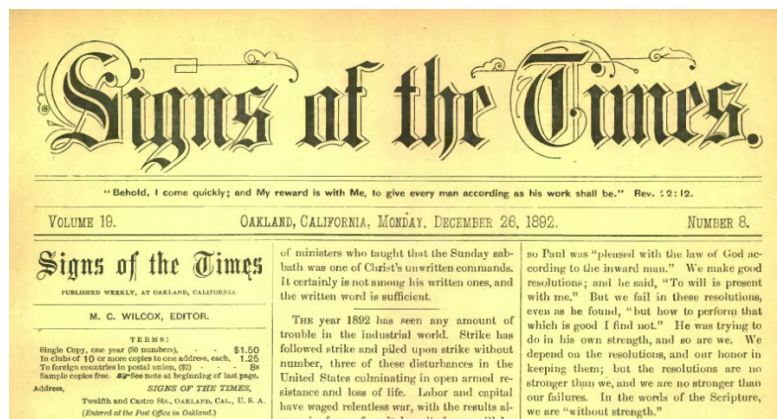 Signs of the Times.
"Behold, I come quickly; and My reward is with Me, to give every man according as his work shall be." Rev. 22:12.
VOLUME 19. OAKLAND, CALIFORNIA, MONDAY, DECEMBER 26, 1892. NUMBER 8.
Signs of the Times
PUBLISHED WEEKLY, AT OAKLAND, CALIFORNIA.
M. C. WILCOX, EDITOR.
TERMS:
Single Copy, one year (50 numbers), - - $1.50
In clubs of 10 or more copies to one address, each, 1.25
To foreign countries in postal union, ($2) - - - 8s
Sample copies free. See note at beginning of last page.
Address, SIGNS OF THE TIMES,
Twelfth and Castro Sts., OAKLAND, CAL., U. S. A.
(Entered at the Post Office in Oakland.)
of ministers who taught that the Sunday sab-
bath was one of Christ's unwritten commands.
It certainly is not among his written ones, and
the written word is sufficient.
THE year 1892 has seen any amount of
trouble in the industrial world. Strike has
followed strike and piled upon strike without
number, three of these disturbances in the
United States culminating in open armed re-
sistance and loss of life. Labor and capital
have waged relentless war, with the results al-
so Paul was "pleased with the law of God ac-
cording to the inward man." We make good
resolutions; and he said, "To will is present
with me." But we fail in these resolutions,
even as he found, "but how to perform that
which is good I find not." He was trying to
do in his own strength, and so are we. We
depend on the resolutions, and our honor in
keeping them; but the resolutions are no
stronger than we, and we are no stronger than
our failures. In the words of the Scripture,
we are "without strength."